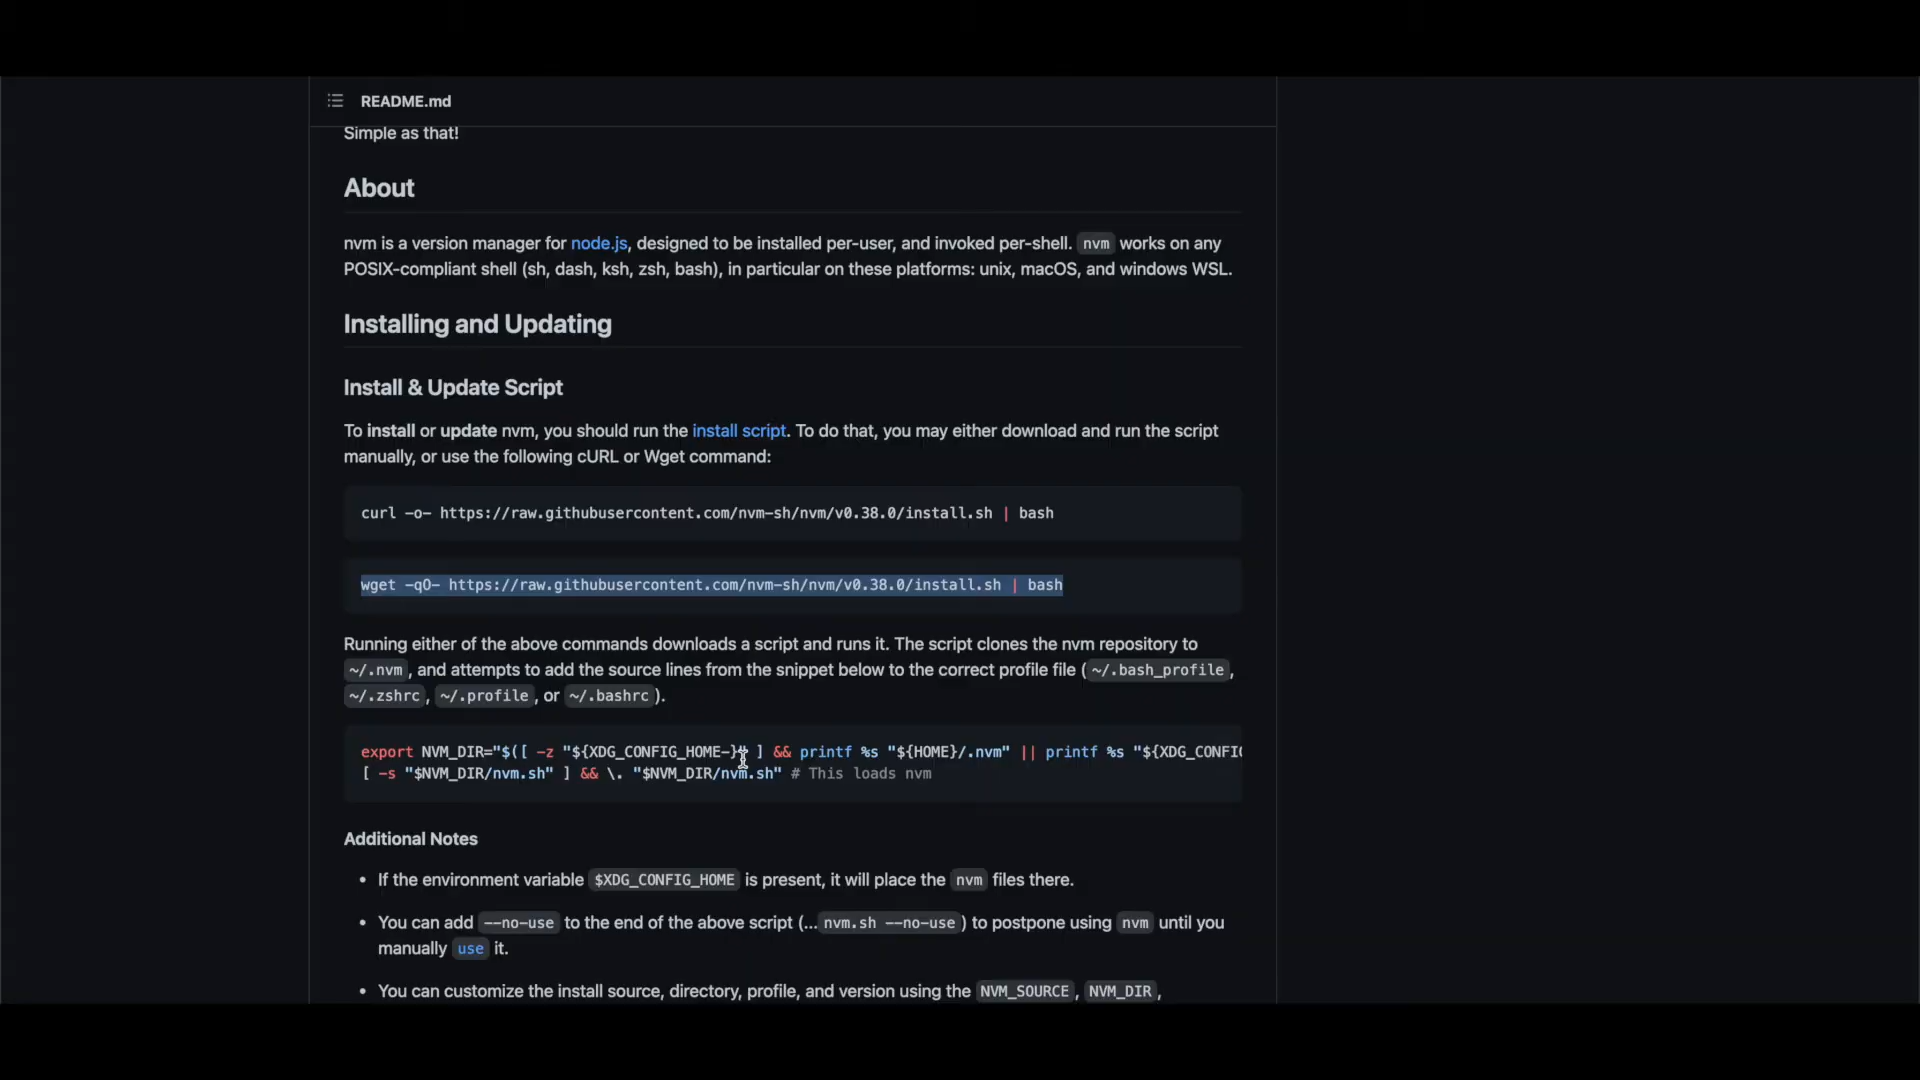 README.md
Simple as that!
About
nvm is a version manager for node.js, designed to be installed per-user, and invoked per-shell. nvm works on any
POSIX-compliant shell (sh, dash, ksh, zsh, bash), in particular on these platforms: unix, macOS, and windows WSL.
Installing and Updating
Install & Update Script
To install or update nvm, you should run the install script. To do that, you may either download and run the script
manually, or use the following cURL or Wget command:
curl -o- https://raw.githubusercontent.com/nvm-sh/nvm/v0.38.0/install.sh | bash
wget -qO- https://raw.githubusercontent.com/nvm-sh/nvm/v0.38.0/install.sh | bash
Running either of the above commands downloads a script and runs it. The script clones the nvm repository to
~/.nvm, and attempts to add the source lines from the snippet below to the correct profile file (~/.bash_profile,
~/.zshrc, ~/.profile, or ~/.bashrc).
export NVM_DIR="$([ -z "${XDG_CONFIG_HOME-}" ] && printf %s "${HOME}/.nvm" || printf %s "${XDG_CONFIG
[ -s "$NVM_DIR/nvm.sh" ] && \. "$NVM_DIR/nvm.sh" # This loads nvm
Additional Notes
• If the environment variable $XDG_CONFIG_HOME is present, it will place the nvm files there.
• You can add --no-use to the end of the above script (... nvm.sh --no-use) to postpone using nvm until you
manually use it.
• You can customize the install source, directory, profile, and version using the NVM_SOURCE, NVM_DIR,